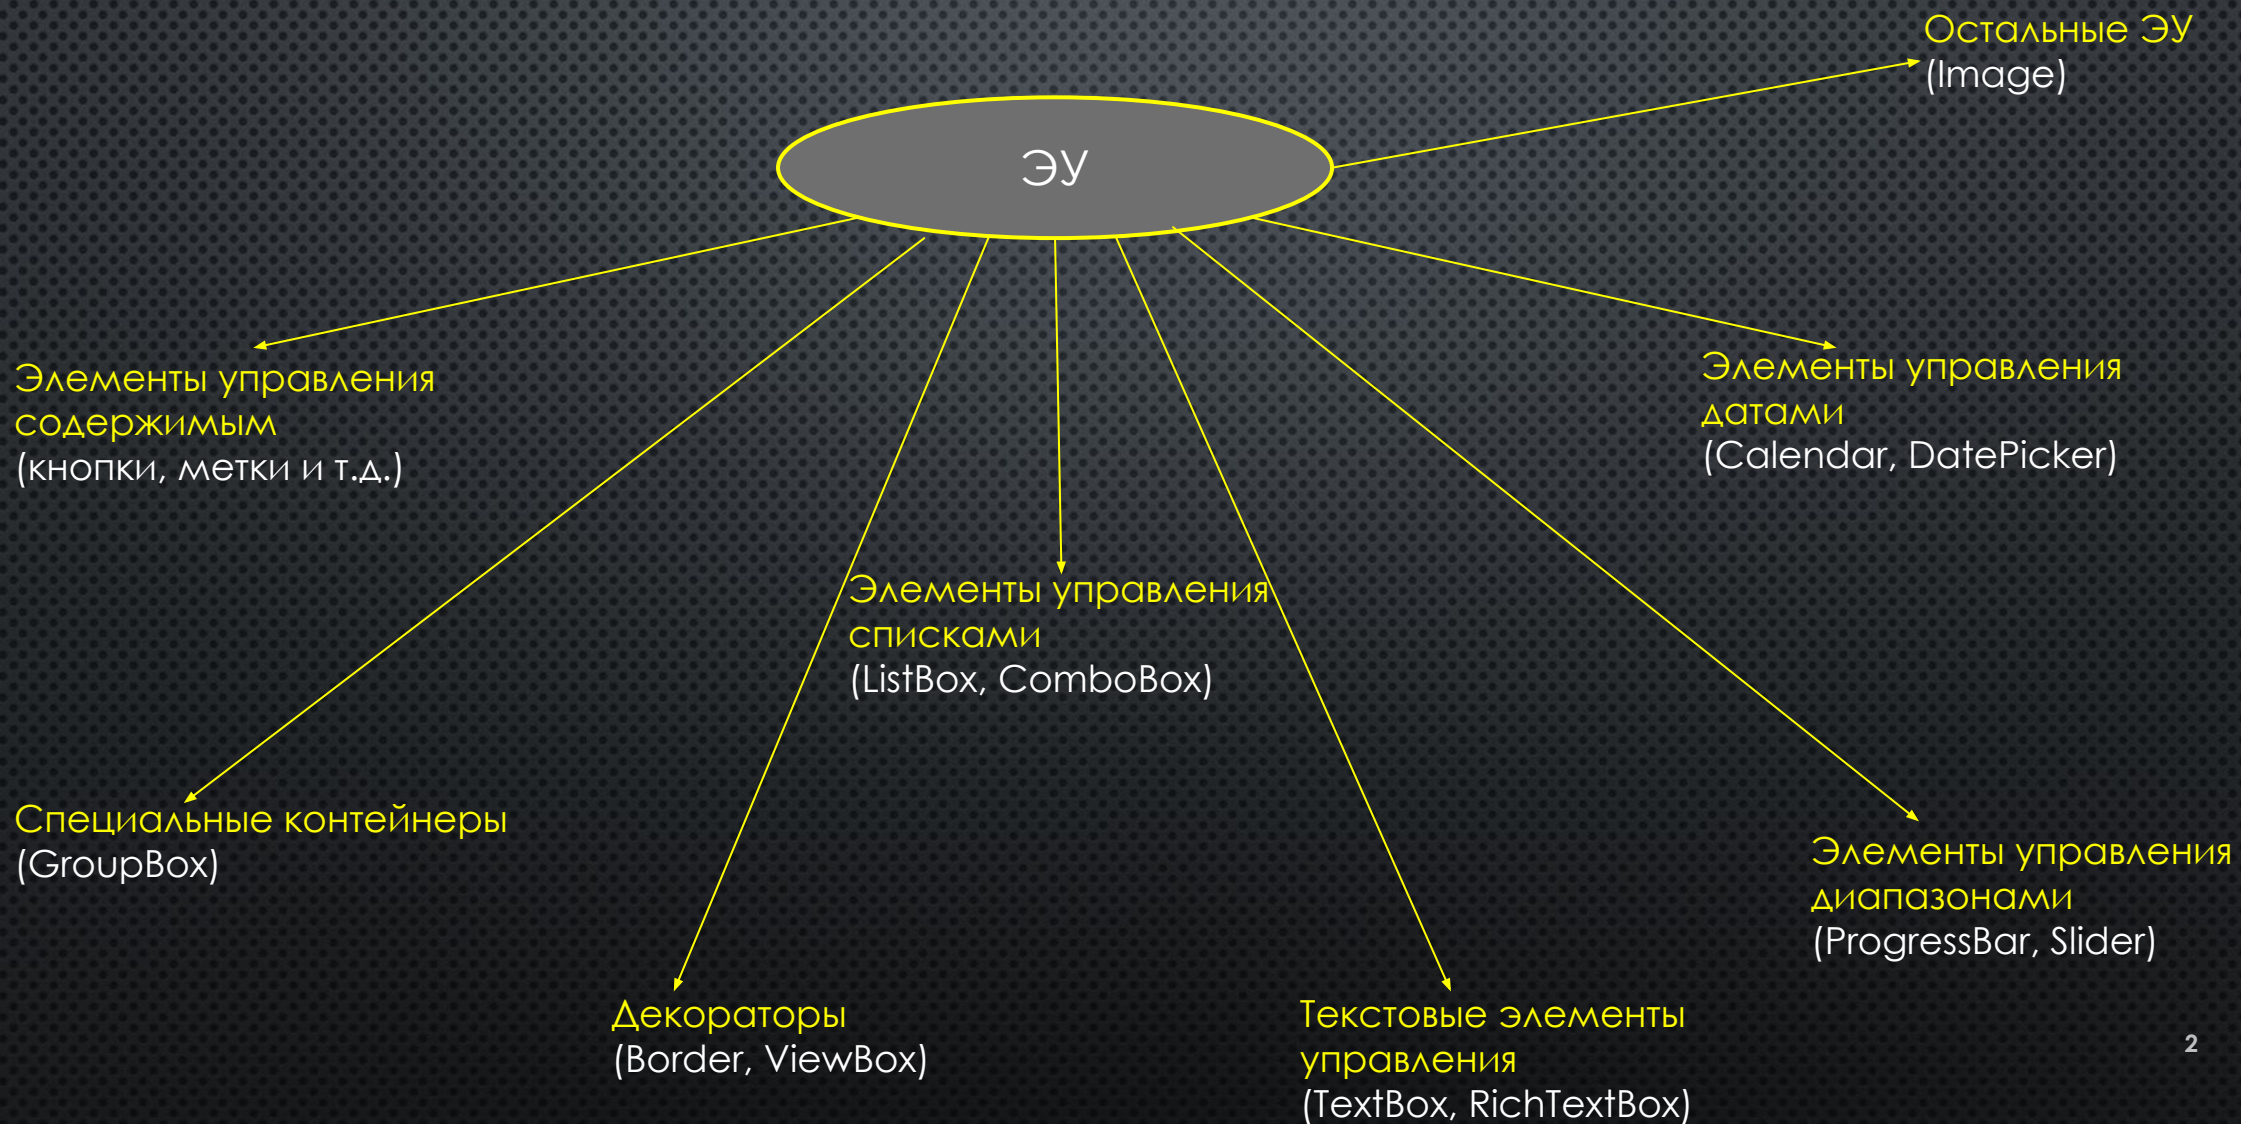 Остальные ЭУ
(Image)
ЭУ
Элементы управления
содержимым
(кнопки, метки и т.д.)
Элементы управления
датами
(Calendar, DatePicker)
Элементы управления
списками
(ListBox, ComboBox)
Специальные контейнеры
(GroupBox)
Элементы управления
диапазонами
(ProgressBar, Slider)
Декораторы
(Border, ViewBox)
Текстовые элементы
управления
(TextBox, RichTextBox)
2